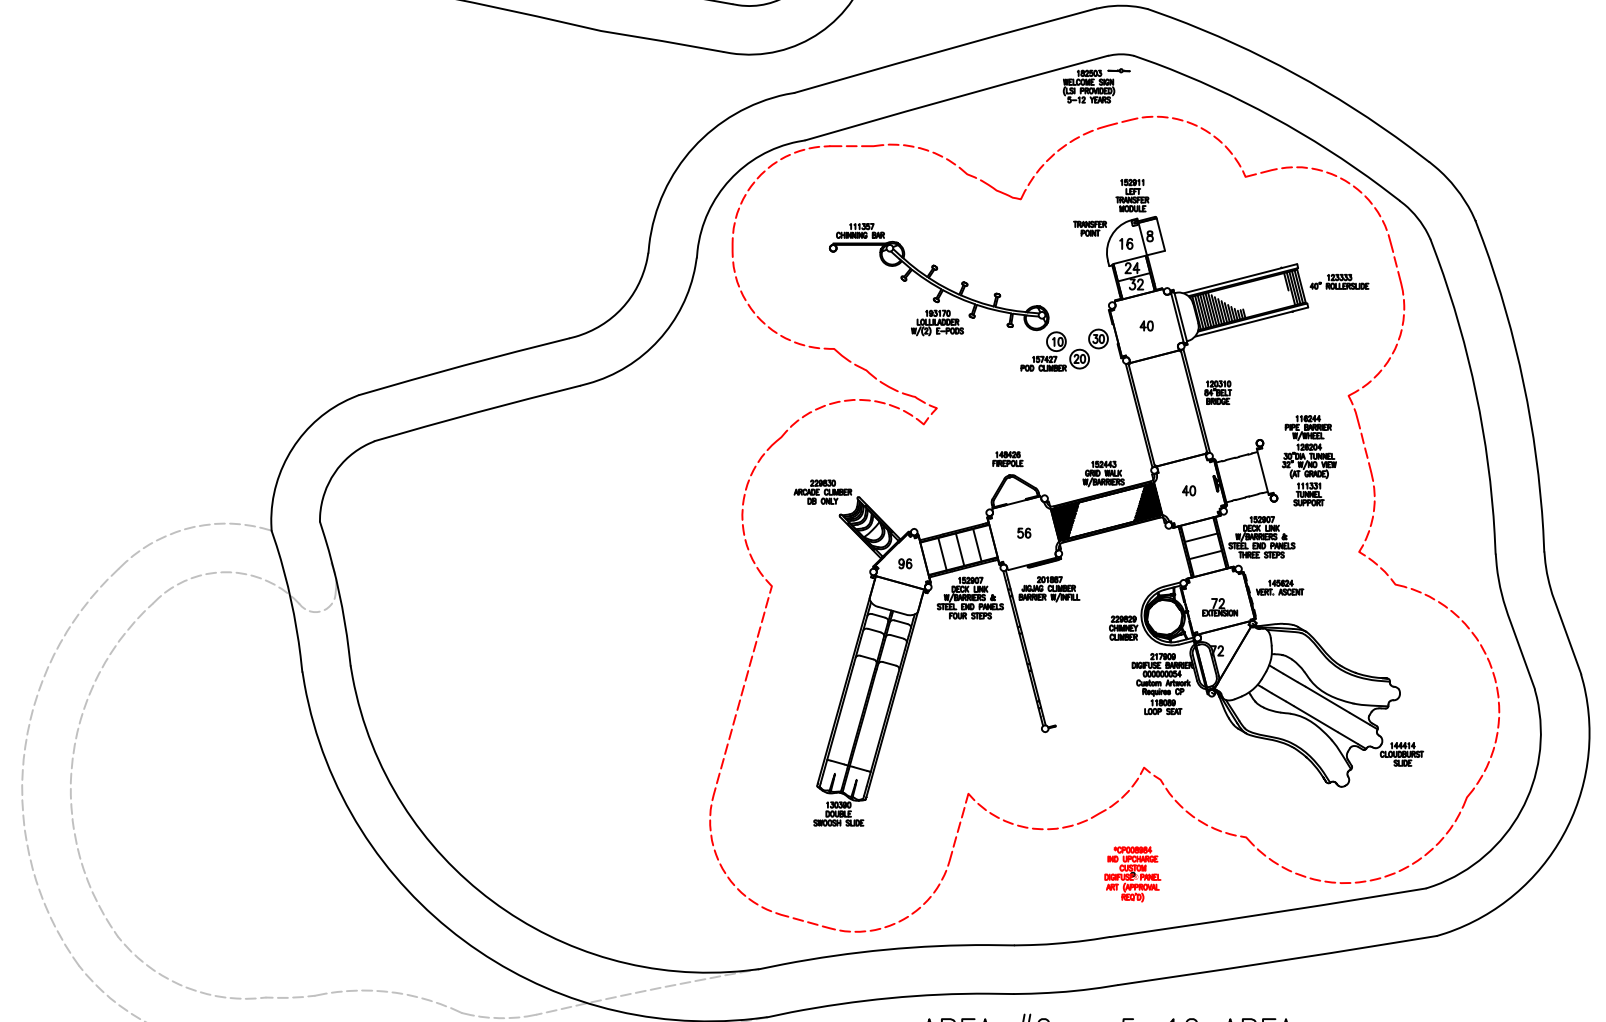 182503
WELCOME SIGN
(LSI PROVIDED)
5-12 YEARS
152911
LEFT
TRANSFER
MODULE
TRANSFER
POINT
8
16
24
32
40
111357
CHINNING BAR
123333
40" ROLLERSLIDE
193170
LOLLILADDER
W/(2) E-PODS
10
20
30
157427
POD CLIMBER
120310
84"BELT
BRIDGE
116244
PIPE BARRIER
W/WHEEL
126204
30"DIA TUNNEL
32" W/NO VIEW
(AT GRADE)
111331
TUNNEL
SUPPORT
148426
FIREPOLE
152443
GRID WALK
W/BARRIERS
40
229830
ARCADE CLIMBER
DB ONLY
56
96
152907
DECK LINK
W/BARRIERS &
STEEL END PANELS
THREE STEPS
152907
DECK LINK
W/BARRIERS &
STEEL END PANELS
FOUR STEPS
201887
JIGJAG CLIMBER
BARRIER W/INFILL
145624
VERT. ASCENT
72
EXTENSION
229829
CHIMNEY
CLIMBER
72
217909
DIGIFUSE BARRIER
000000054
Custom Artwork
Requires CP
118089
LOOP SEAT
144414
CLOUDBURST
SLIDE
130390
DOUBLE
SWOOSH SLIDE
*CP008984
IND UPCHARGE
CUSTOM
DIGIFUSE PANEL
ART (APPROVAL
REQ'D)